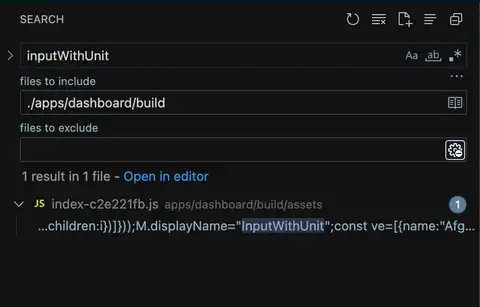 SEARCH
inputWithUnit
Aa ab .*
files to include
...
./apps/dashboard/build
files to exclude
1 result in 1 file - Open in editor
JS index-c2e221fb.js apps/dashboard/build/assets 1
...children:i})]}));M.displayName="InputWithUnit";const ve=[{name:"Afg...